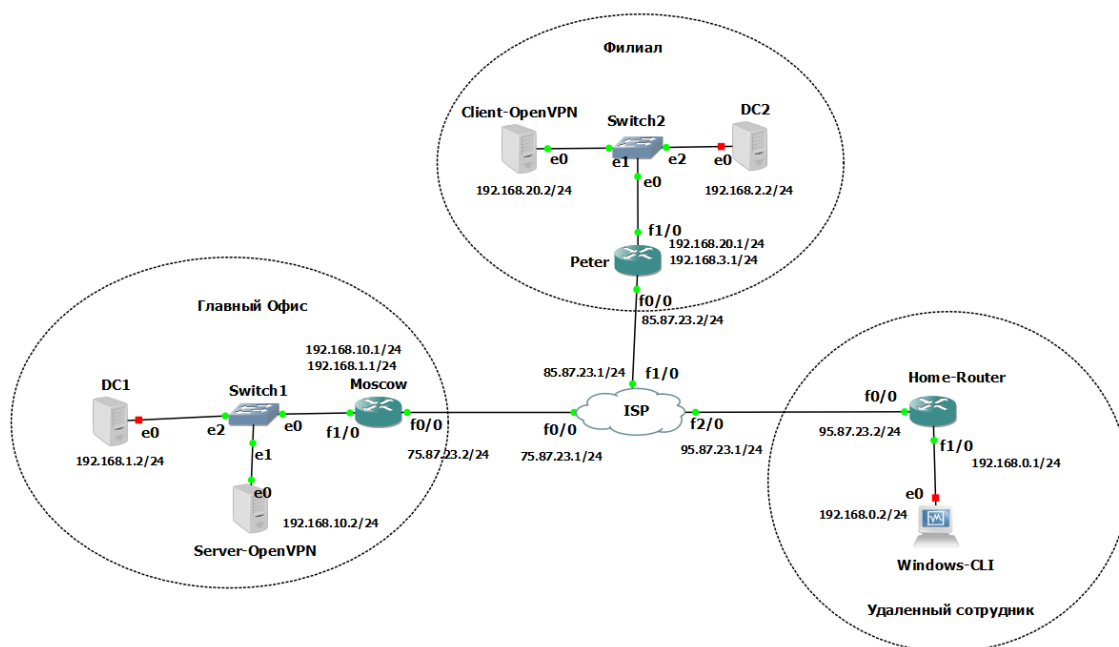 Филиал
Client-OpenVPN
Switch2
DC2
e0
e1
e2
e0
192.168.20.2/24
e0
192.168.2.2/24
f1/0
192.168.20.1/24
192.168.3.1/24
Peter
f0/0
85.87.23.2/24
Главный Офис
192.168.10.1/24
192.168.1.1/24
DC1
Switch1
Moscow
e0
e2
e0
f1/0
f0/0
192.168.1.2/24
75.87.23.2/24
e1
e0
192.168.10.2/24
Server-OpenVPN
85.87.23.1/24
f1/0
ISP
f0/0
f2/0
75.87.23.1/24
95.87.23.1/24
Home-Router
f0/0
95.87.23.2/24
f1/0
192.168.0.1/24
e0
192.168.0.2/24
Windows-CLI
Удаленный сотрудник